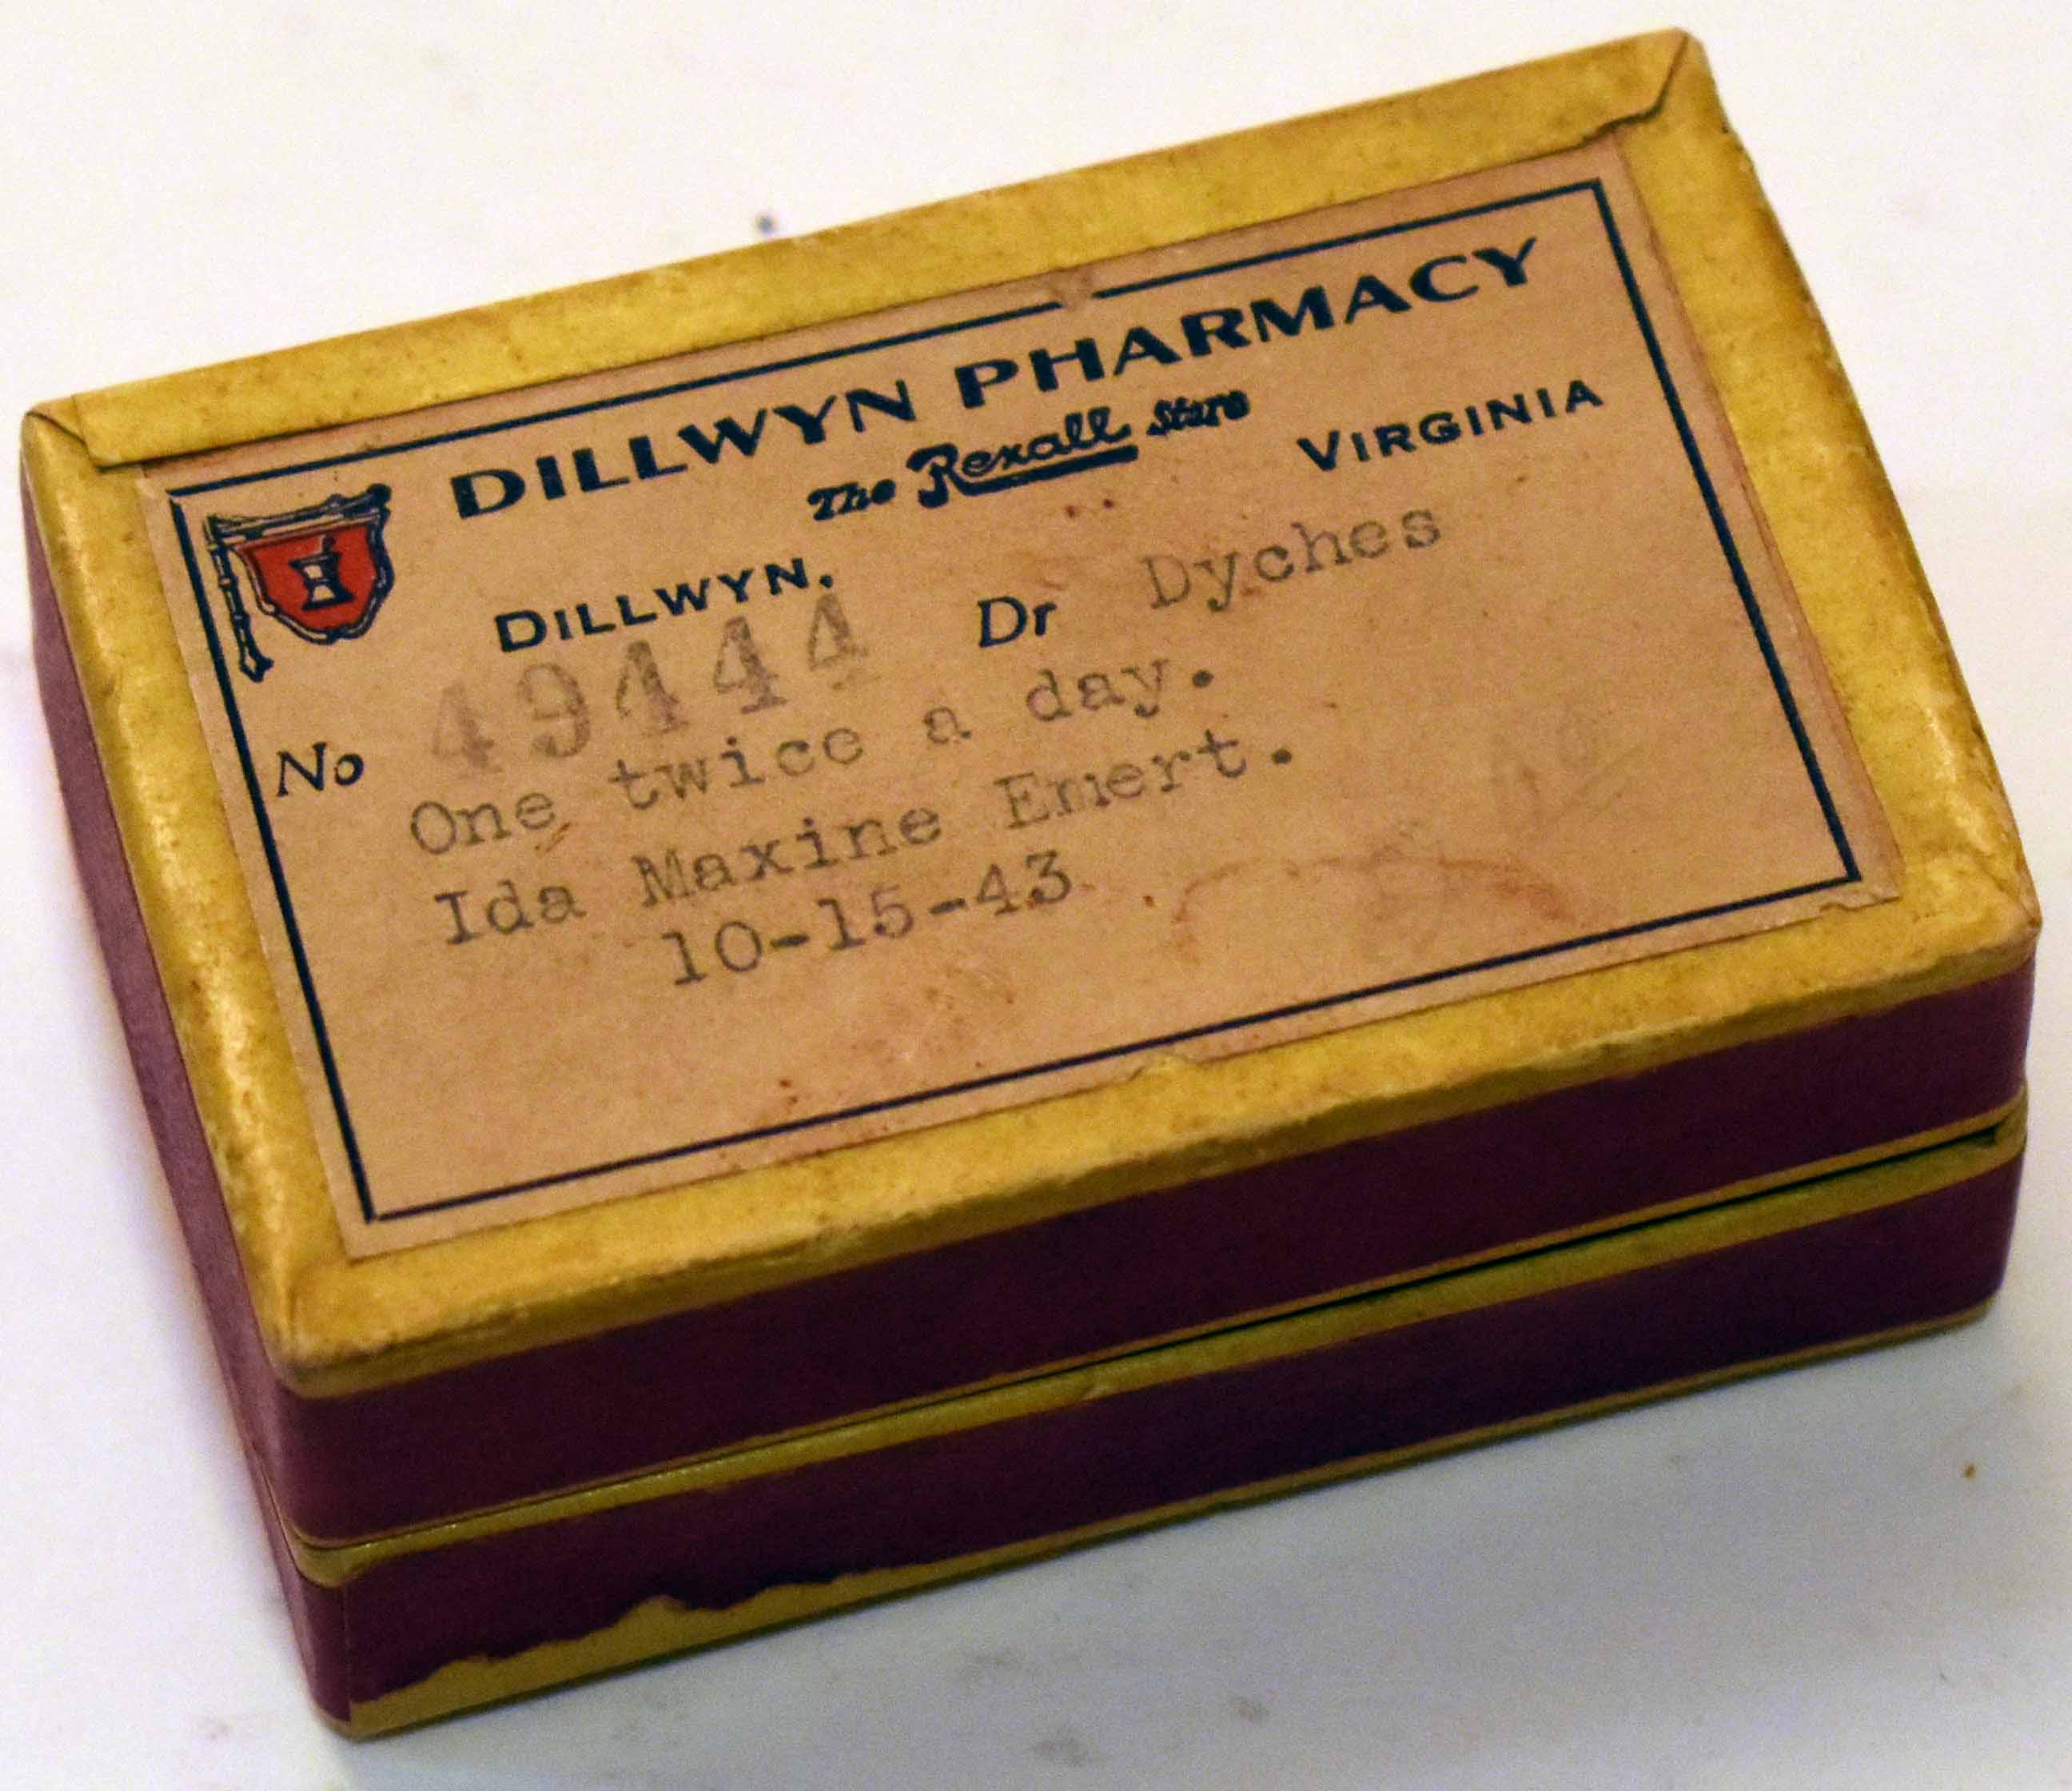 DILLWYN PHARMACY
The Rexall Store
DILLWYN, VIRGINIA
No 49444 Dr Dyches
One twice a day.
Ida Maxine Emert.
10-15-43